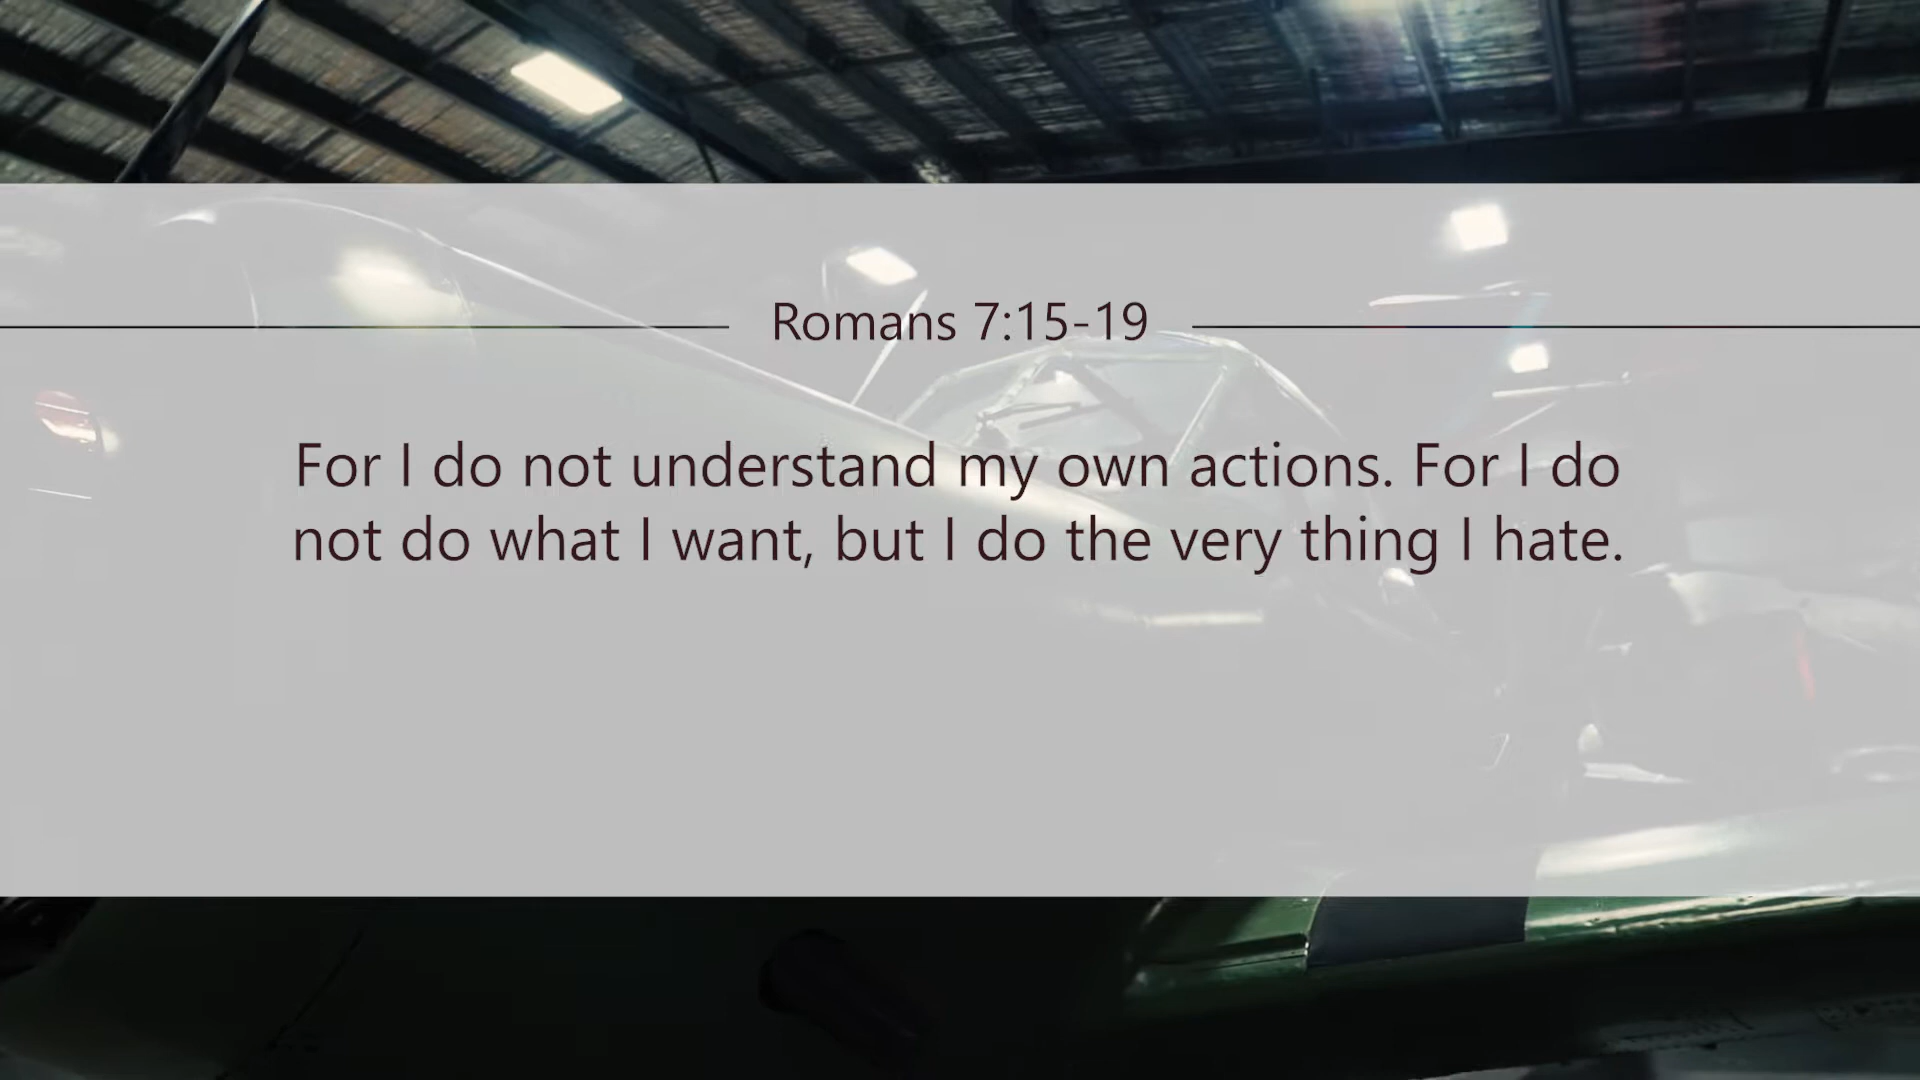 Romans 7:15-19
For I do not understand my own actions. For I do
not do what I want, but I do the very thing I hate.